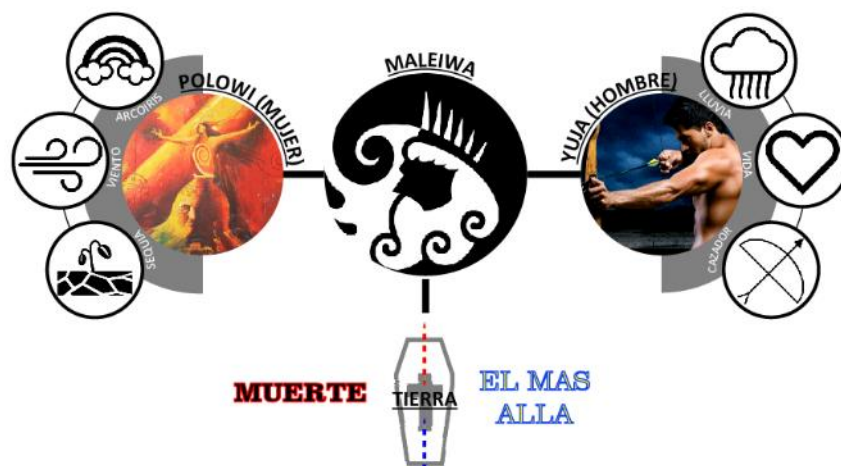 MALEIWA
POLOWI (MUJER)
ARCOIRIS
VIENTO
SEQUIA
YUJA (HOMBRE)
LLUVIA
VIDA
CAZADOR
MUERTE
TIERRA
EL MAS
ALLA